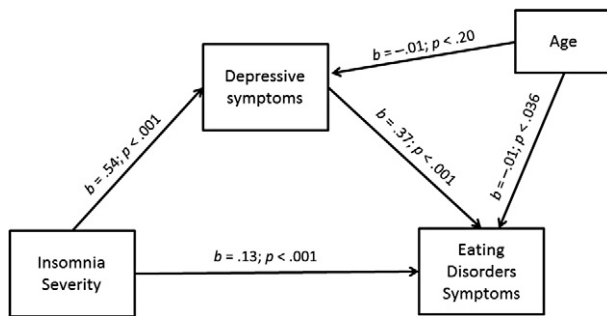 Age
b = –.01; p < .20
Depressive
symptoms
b = .54; p < .001
b = .37; p < .001
b = –.01; p < .036
Insomnia
Severity
b = .13; p < .001
Eating
Disorders
Symptoms